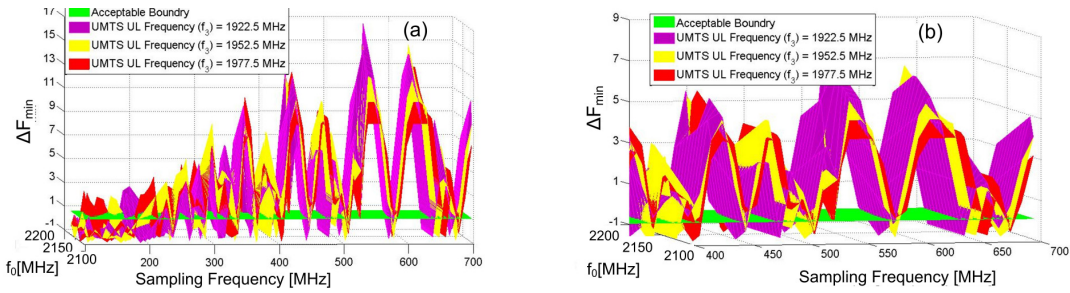 17
15
13
11
9
7
5
3
1
-1
ΔFmin
Acceptable Boundry
UMTS UL Frequency (f3) = 1922.5 MHz
UMTS UL Frequency (f3) = 1952.5 MHz
UMTS UL Frequency (f3) = 1977.5 MHz
(a)
2200
2150
2100
f0[MHz]
200
300
400
500
600
700
Sampling Frequency [MHz]
9
7
5
3
1
-1
ΔFmin
Acceptable Boundry
UMTS UL Frequency (f3) = 1922.5 MHz
UMTS UL Frequency (f3) = 1952.5 MHz
UMTS UL Frequency (f3) = 1977.5 MHz
(b)
2200
2150
2100
f0[MHz]
400
450
500
550
600
650
700
Sampling Frequency [MHz]